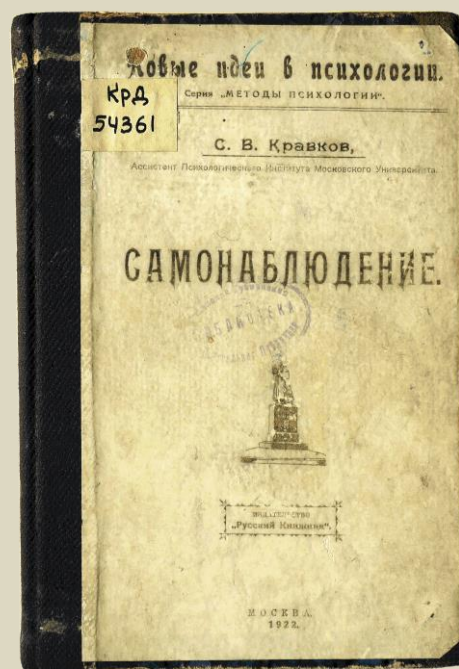 Новые идеи в психологии.
КрД
54361
Серия „МЕТОДЫ ПСИХОЛОГИИ“.
С. В. Кравков,
Ассистент Психологического Института Московского Университета.
САМОНАБЛЮДЕНИЕ.
БИБЛИОТЕКА
ИЗДАТЕЛЬСТВО
„Русский Книжник“.
МОСКВА.
1922.